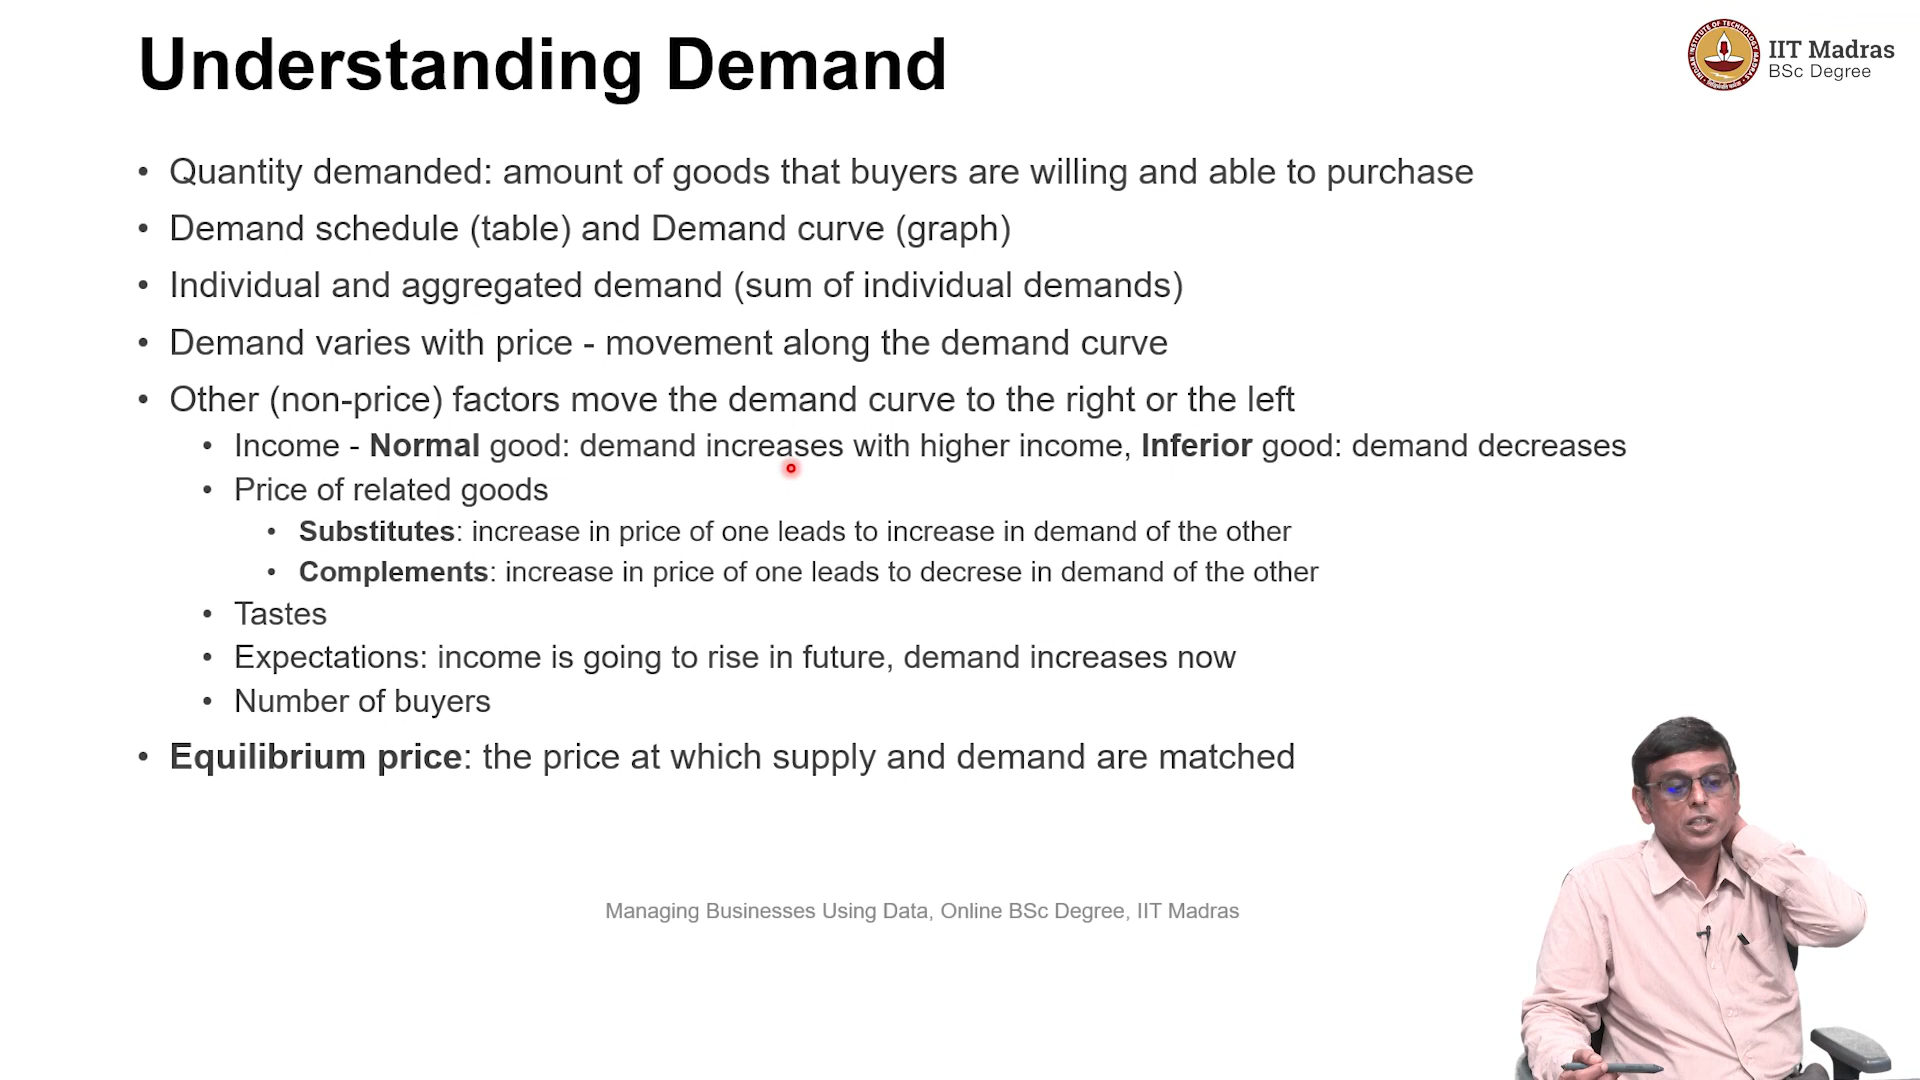 Understanding Demand
IIT Madras
BSc Degree
• Quantity demanded: amount of goods that buyers are willing and able to purchase
• Demand schedule (table) and Demand curve (graph)
• Individual and aggregated demand (sum of individual demands)
• Demand varies with price - movement along the demand curve
• Other (non-price) factors move the demand curve to the right or the left
• Income - Normal good: demand increases with higher income, Inferior good: demand decreases
• Price of related goods
• Substitutes: increase in price of one leads to increase in demand of the other
• Complements: increase in price of one leads to decrese in demand of the other
• Tastes
• Expectations: income is going to rise in future, demand increases now
• Number of buyers
• Equilibrium price: the price at which supply and demand are matched
Managing Businesses Using Data, Online BSc Degree, IIT Madras